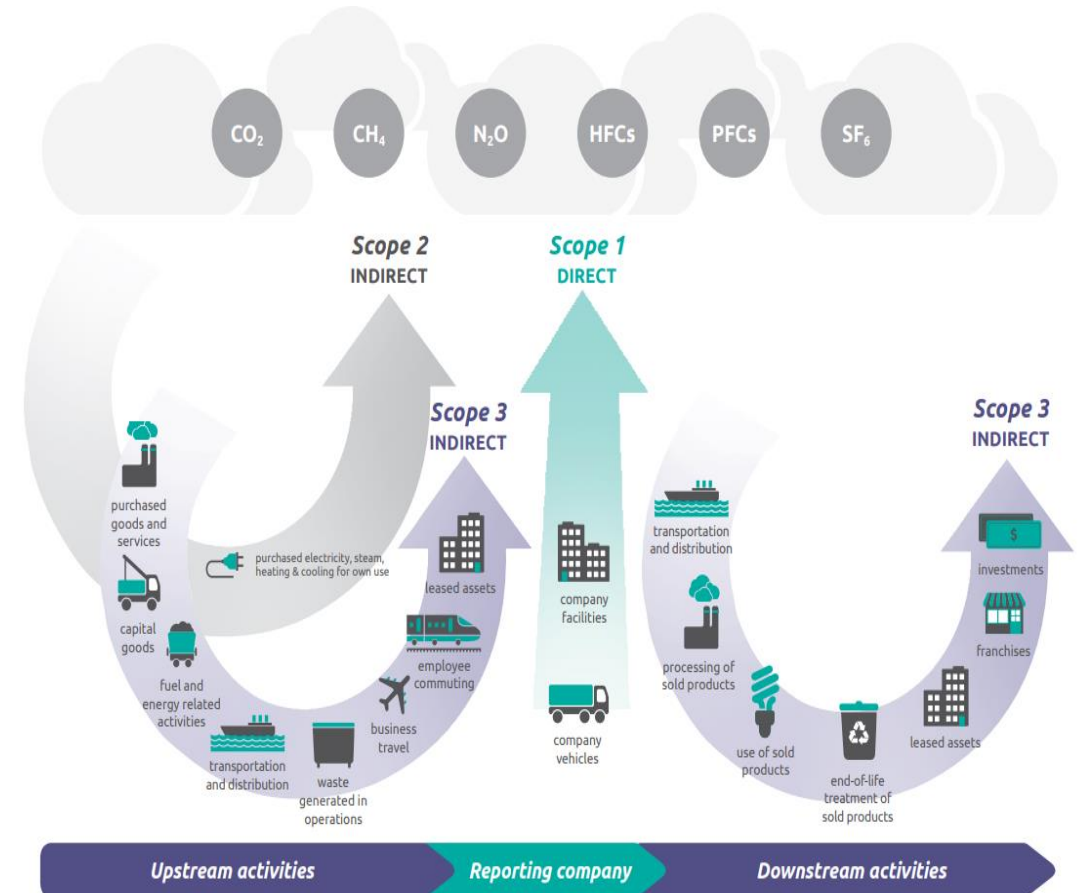 CO₂
CH₄
N₂O
HFCs
PFCs
SF₆
Scope 2
INDIRECT
Scope 1
DIRECT
Scope 3
INDIRECT
Scope 3
INDIRECT
purchased
goods and
services
purchased electricity, steam,
heating & cooling for own use
capital
goods
fuel and
energy related
activities
transportation
and distribution
waste
generated in
operations
business
travel
employee
commuting
leased assets
company
facilities
company
vehicles
transportation
and distribution
processing of
sold products
use of sold
products
end-of-life
treatment of
sold products
leased assets
franchises
$
investments
Upstream activities
Reporting company
Downstream activities